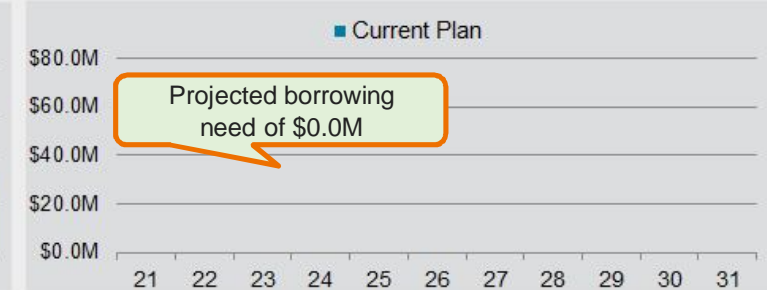 Current Plan
$80.0M
$60.0M
$40.0M
$20.0M
$0.0M
Projected borrowing
need of $0.0M
21 22 23 24 25 26 27 28 29 30 31